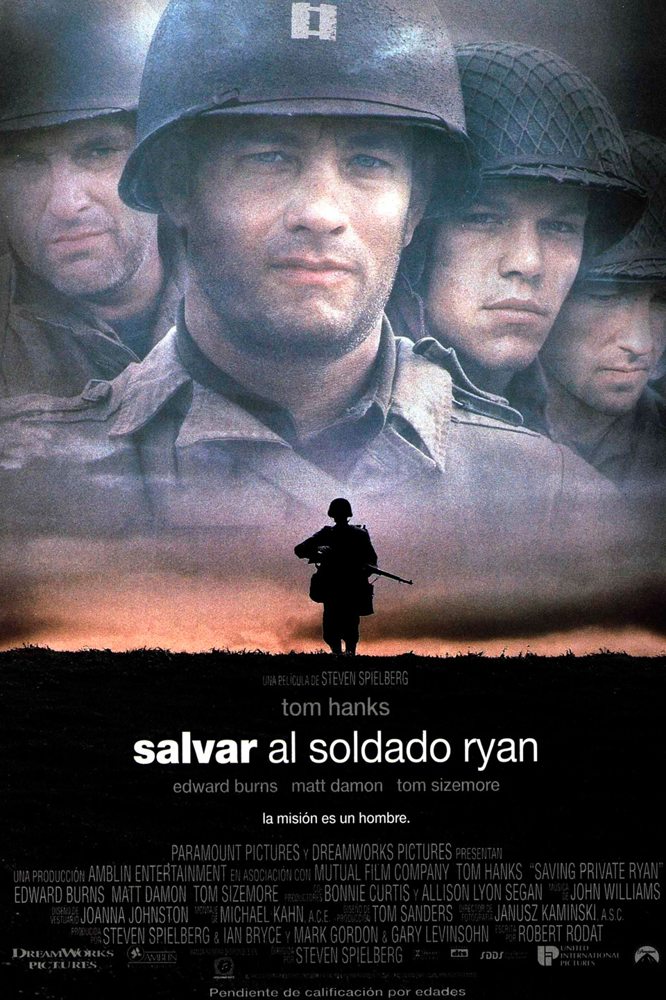 UNA PELÍCULA DE STEVEN SPIELBERG
tom hanks
salvar al soldado ryan
edward burns matt damon tom sizemore
la misión es un hombre.
PARAMOUNT PICTURES Y DREAMWORKS PICTURES PRESENTAN
UNA PRODUCCIÓN AMBLIN ENTERTAINMENT EN ASOCIACIÓN CON MUTUAL FILM COMPANY TOM HANKS "SAVING PRIVATE RYAN"
EDWARD BURNS MATT DAMON TOM SIZEMORE CO-PRODUCTORES BONNIE CURTIS Y ALLISON LYON SEGAN MÚSICA DE JOHN WILLIAMS
DISEÑO DE VESTUARIO JOANNA JOHNSTON MONTAJE DE MICHAEL KAHN, A.C.E. DISEÑO DE PRODUCCIÓN TOM SANDERS DIRECTOR DE FOTOGRAFÍA JANUSZ KAMINSKI, A.S.C.
PRODUCIDA POR STEVEN SPIELBERG & IAN BRYCE Y MARK GORDON & GARY LEVINSOHN ESCRITA POR ROBERT RODAT
DREAMWORKS PICTURES AMBLIN DIRIGIDA POR STEVEN SPIELBERG dts SDDS UNITED INTERNATIONAL PICTURES Paramount
Pendiente de calificación por edades